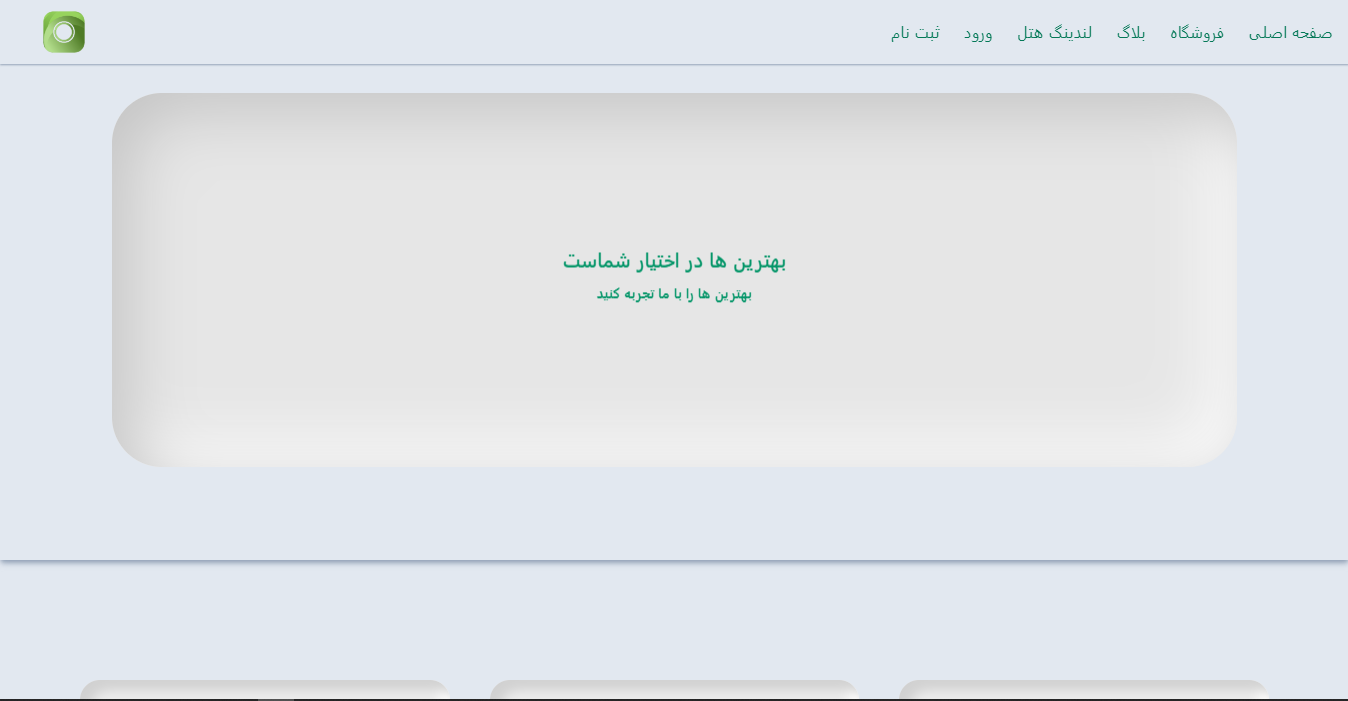 صفحه اصلی فروشگاه بلاگ لندینگ هتل ورود ثبت نام
بهترین ها در اختیار شماست
بهترین ها را با ما تجربه کنید